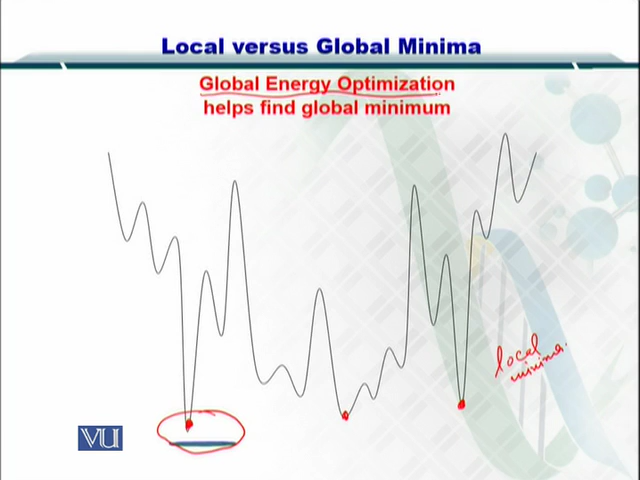 Local versus Global Minima
Global Energy Optimization
helps find global minimum
local
minima.
VU